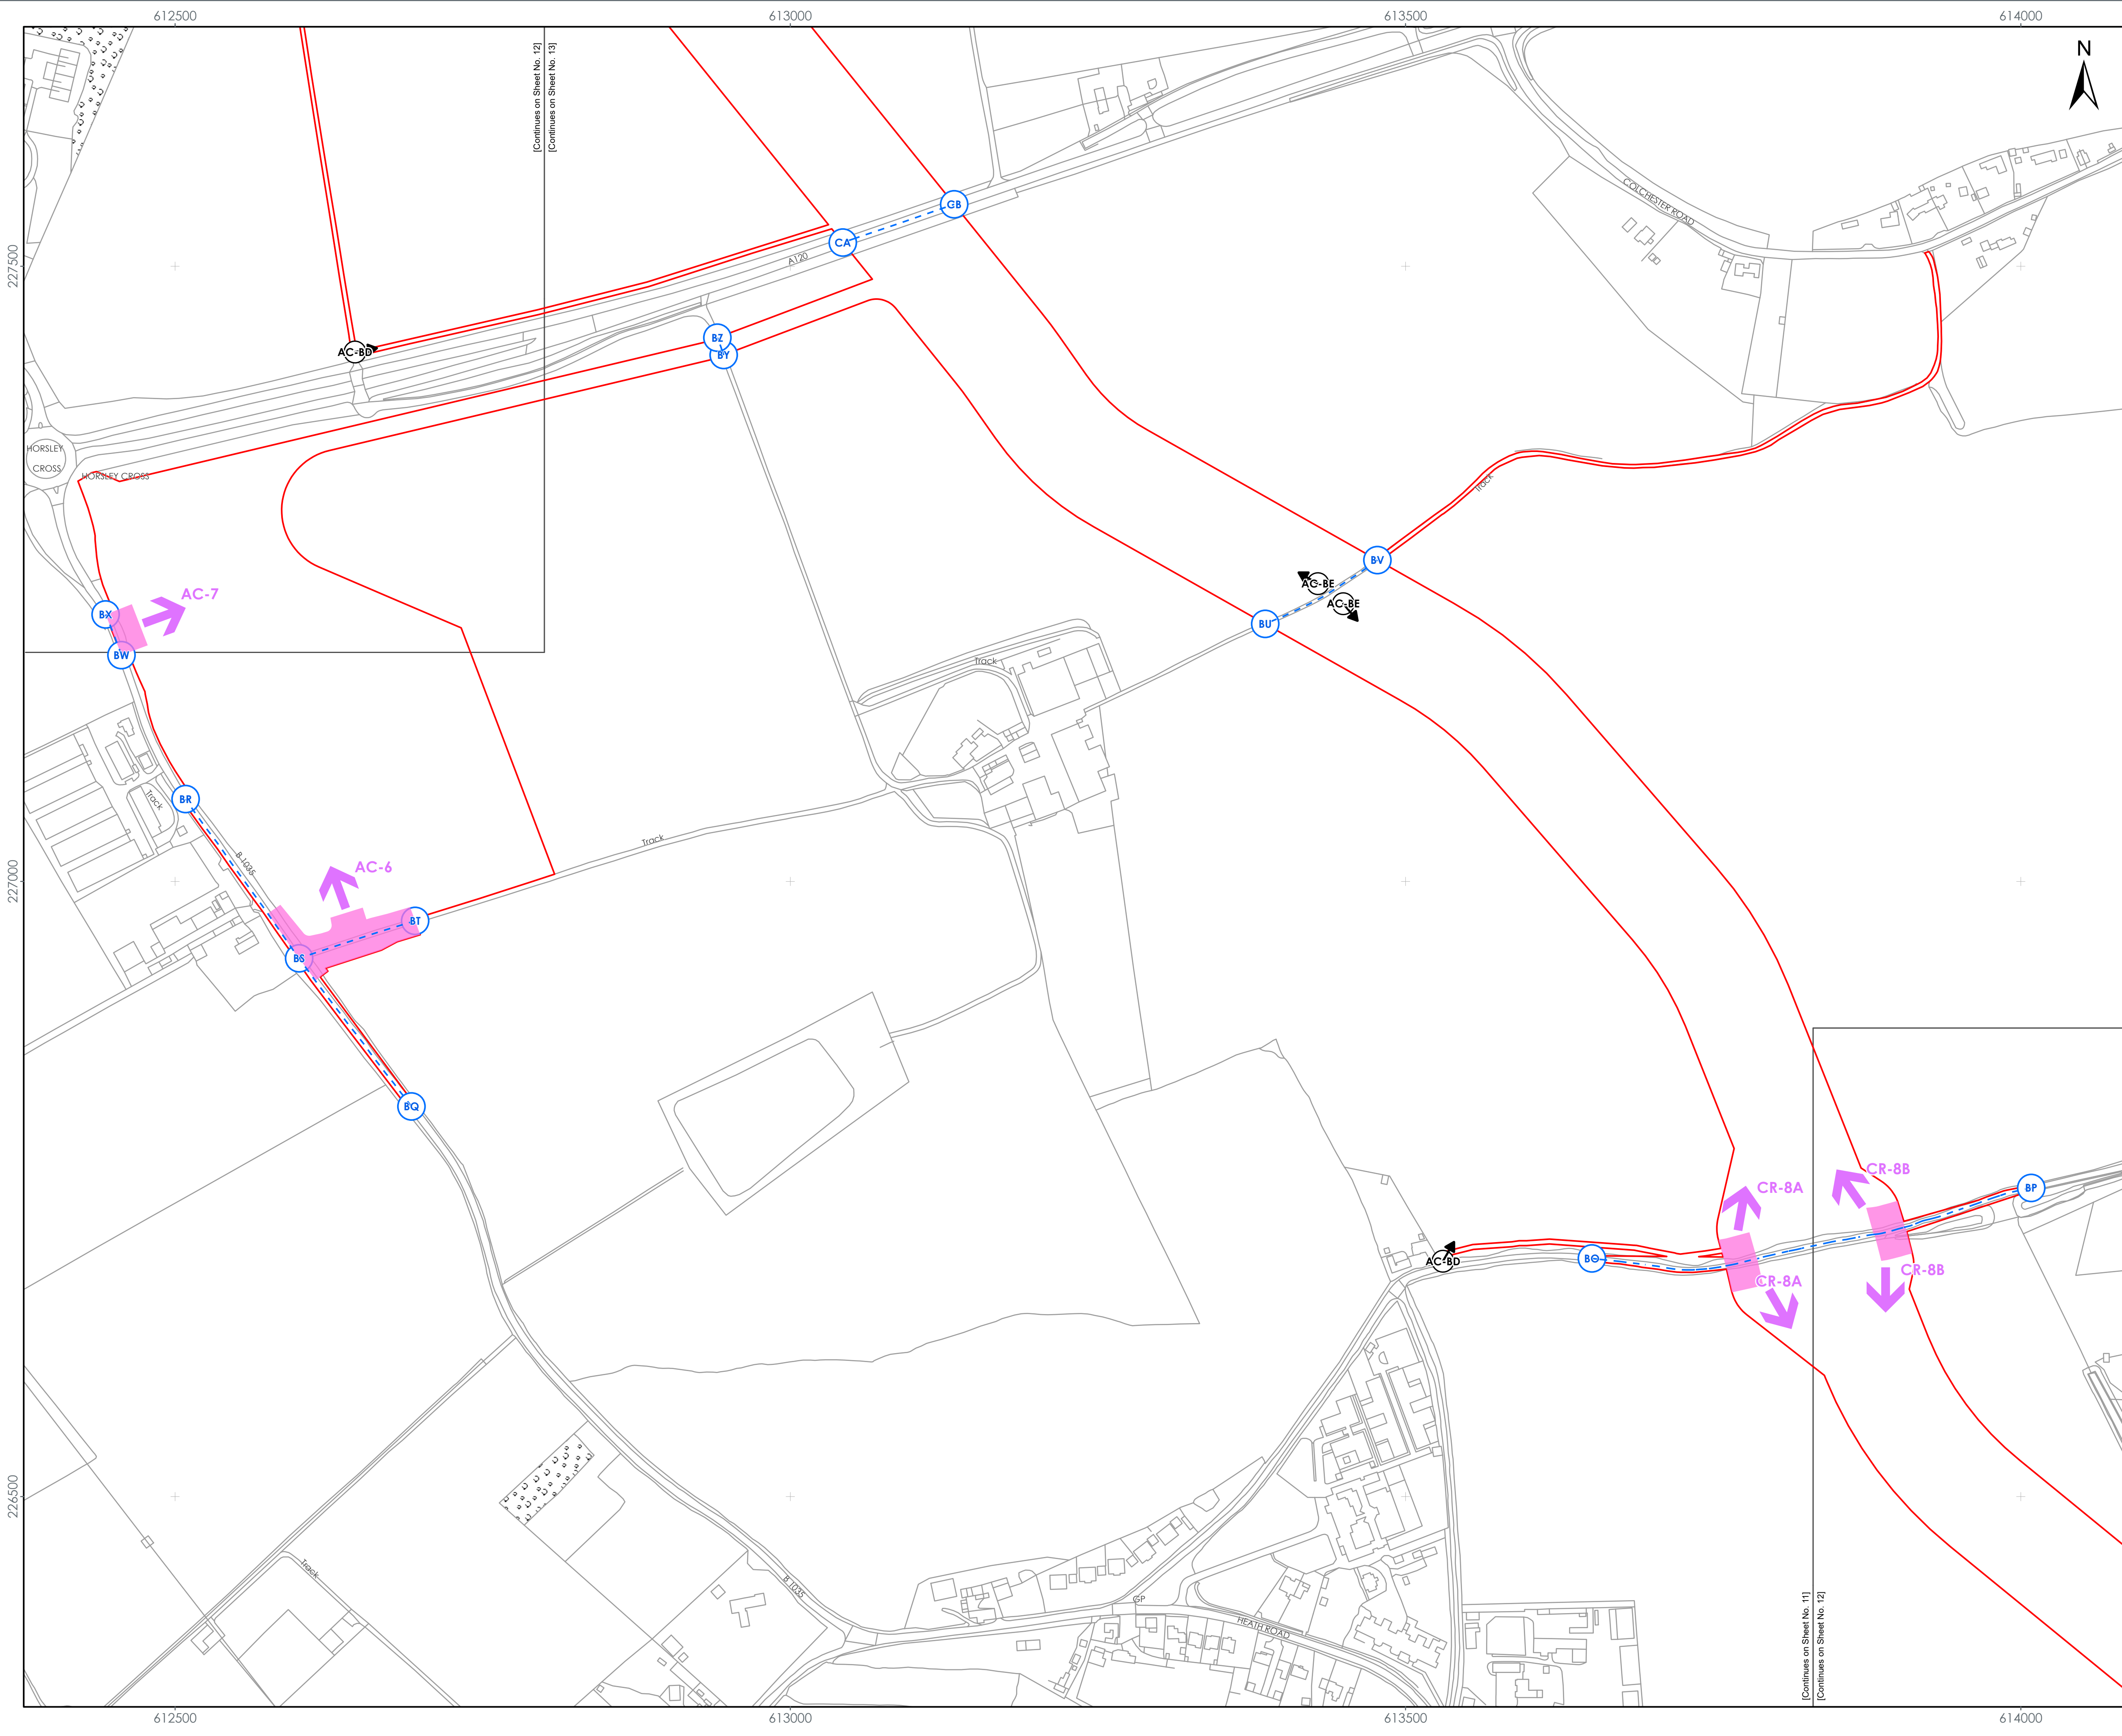 612500
613000
613500
614000
N
[Continues on Sheet No. 12]
[Continues on Sheet No. 13]
COLCHESTER ROAD
GB
CA
A120
227500
BZ
BY
AC-BD
HORSLEY
CROSS
HORSLEY CROSS
Track
BV
AC-BE
AC-BE
BU
AC-7
BX
BW
Track
BR
Track
B 1035
Track
AC-6
227000
BT
BS
BQ
CR-8B
CR-8A
BP
AC-BD
BO
CR-8B
CR-8A
226500
Track
B 1035
GP
HEATH ROAD
[Continues on Sheet No. 11]
[Continues on Sheet No. 12]
612500
613000
613500
614000